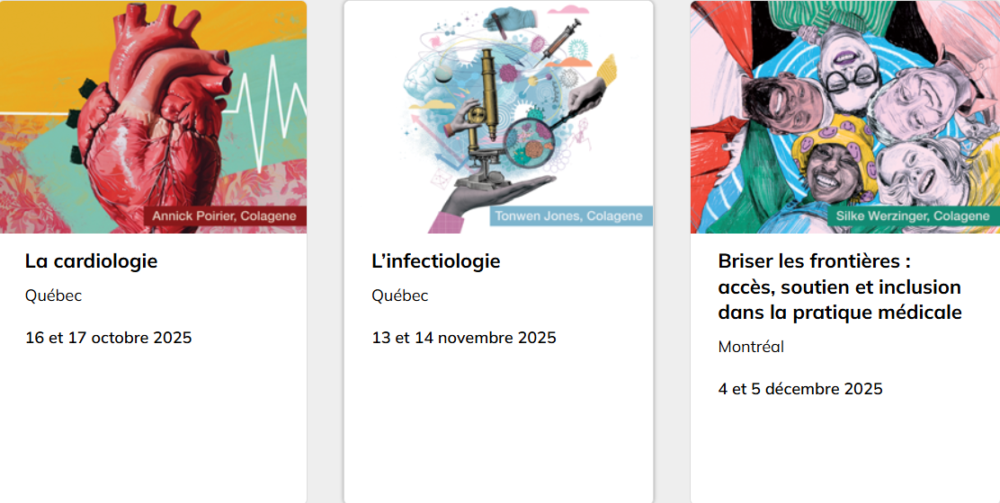 Annick Poirier, Colagene
La cardiologie
Québec
16 et 17 octobre 2025
Tonwen Jones, Colagene
L’infectiologie
Québec
13 et 14 novembre 2025
Silke Werzinger, Colagene
Briser les frontières :
accès, soutien et inclusion
dans la pratique médicale
Montréal
4 et 5 décembre 2025